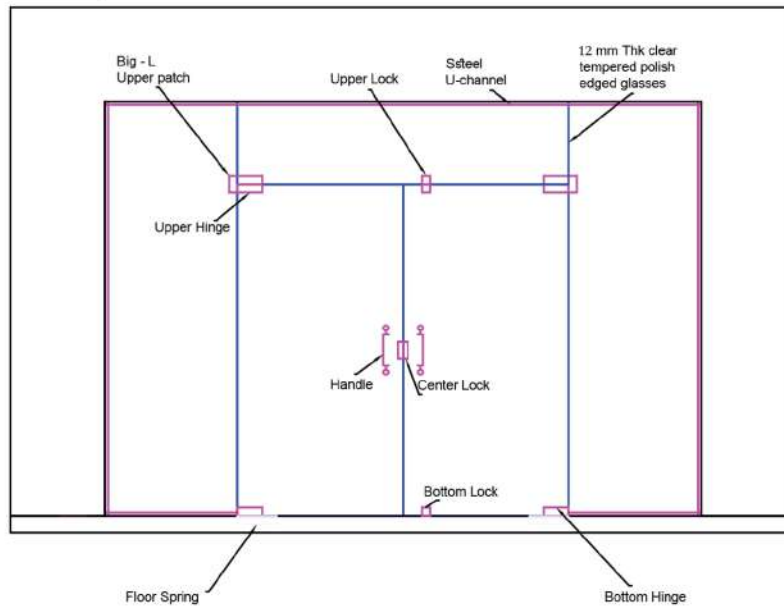 Big - L
Upper patch
Upper Lock
Ssteel
U-channel
12 mm Thk clear
tempered polish
edged glasses
Upper Hinge
Handle
Center Lock
Bottom Lock
Floor Spring
Bottom Hinge